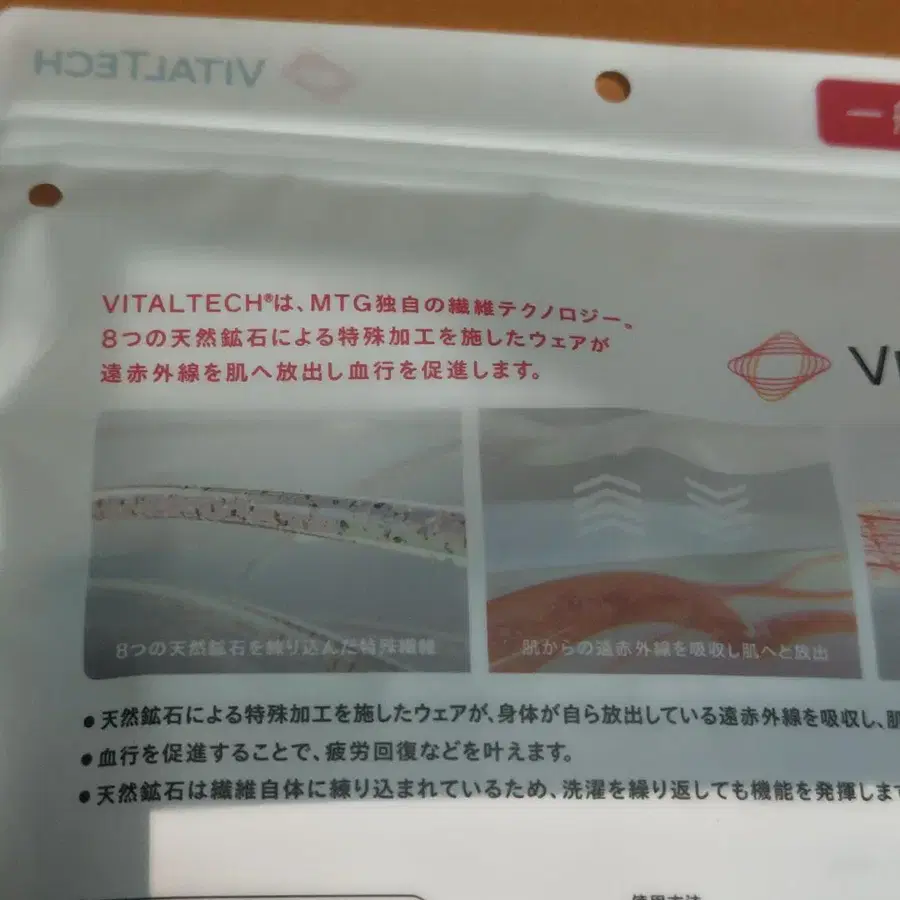 VITALTECH
VITALTECH®は、MTG独自の繊維テクノロジー。
8つの天然鉱石による特殊加工を施したウェアが
遠赤外線を肌へ放出し血行を促進します。
8つの天然鉱石を練り込んだ特殊繊維
肌からの遠赤外線を吸収し肌へと放出
●天然鉱石による特殊加工を施したウェアが、身体が自ら放出している遠赤外線を吸収し、肌
●血行を促進することで、疲労回復などを叶えます。
●天然鉱石は繊維自体に練り込まれているため、洗濯を繰り返しても機能を発揮しま
使用方法